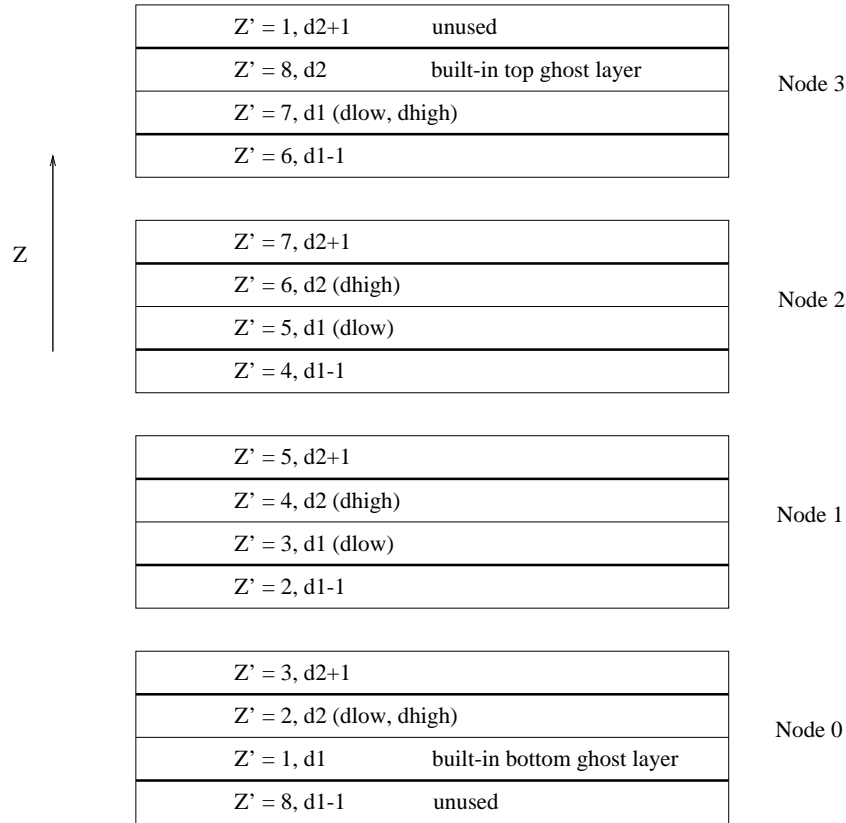 Z’ = 1, d2+1 unused
Z’ = 8, d2 built-in top ghost layer
Node 3
Z’ = 7, d1 (dlow, dhigh)
Z’ = 6, d1-1
Z
Z’ = 7, d2+1
Z’ = 6, d2 (dhigh)
Node 2
Z’ = 5, d1 (dlow)
Z’ = 4, d1-1
Z’ = 5, d2+1
Z’ = 4, d2 (dhigh)
Node 1
Z’ = 3, d1 (dlow)
Z’ = 2, d1-1
Z’ = 3, d2+1
Z’ = 2, d2 (dlow, dhigh)
Node 0
Z’ = 1, d1 built-in bottom ghost layer
Z’ = 8, d1-1 unused